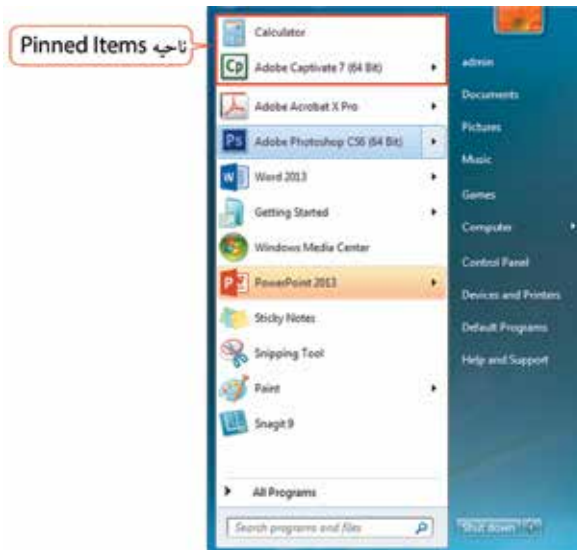 ناحیه Pinned Items
Calculator
Adobe Captivate 7 (64 Bit)
Adobe Acrobat X Pro
Adobe Photoshop CS6 (64 Bit)
Word 2013
Getting Started
Windows Media Center
PowerPoint 2013
Sticky Notes
Snipping Tool
Paint
Snagit 9
All Programs
Search programs and files
admin
Documents
Pictures
Music
Games
Computer
Control Panel
Devices and Printers
Default Programs
Help and Support
Shut down